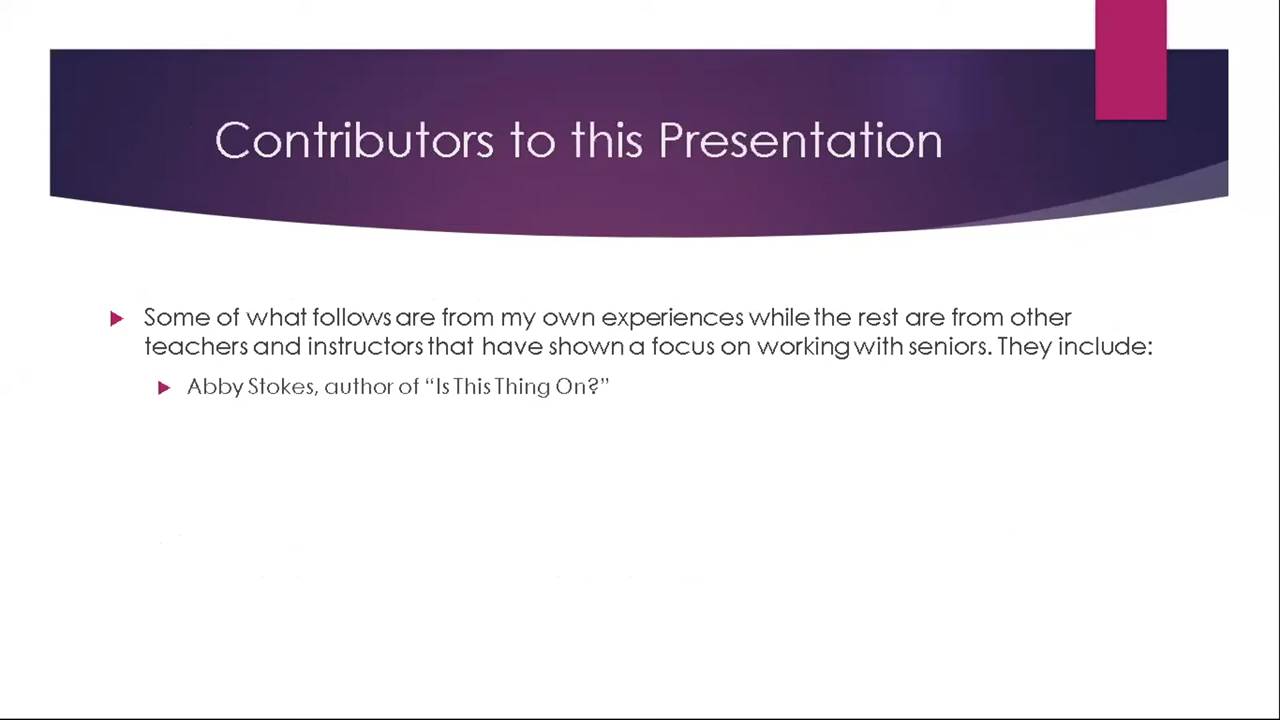 Contributors to this Presentation
Some of what follows are from my own experiences while the rest are from other
teachers and instructors that have shown a focus on working with seniors. They include:
Abby Stokes, author of “Is This Thing On?”